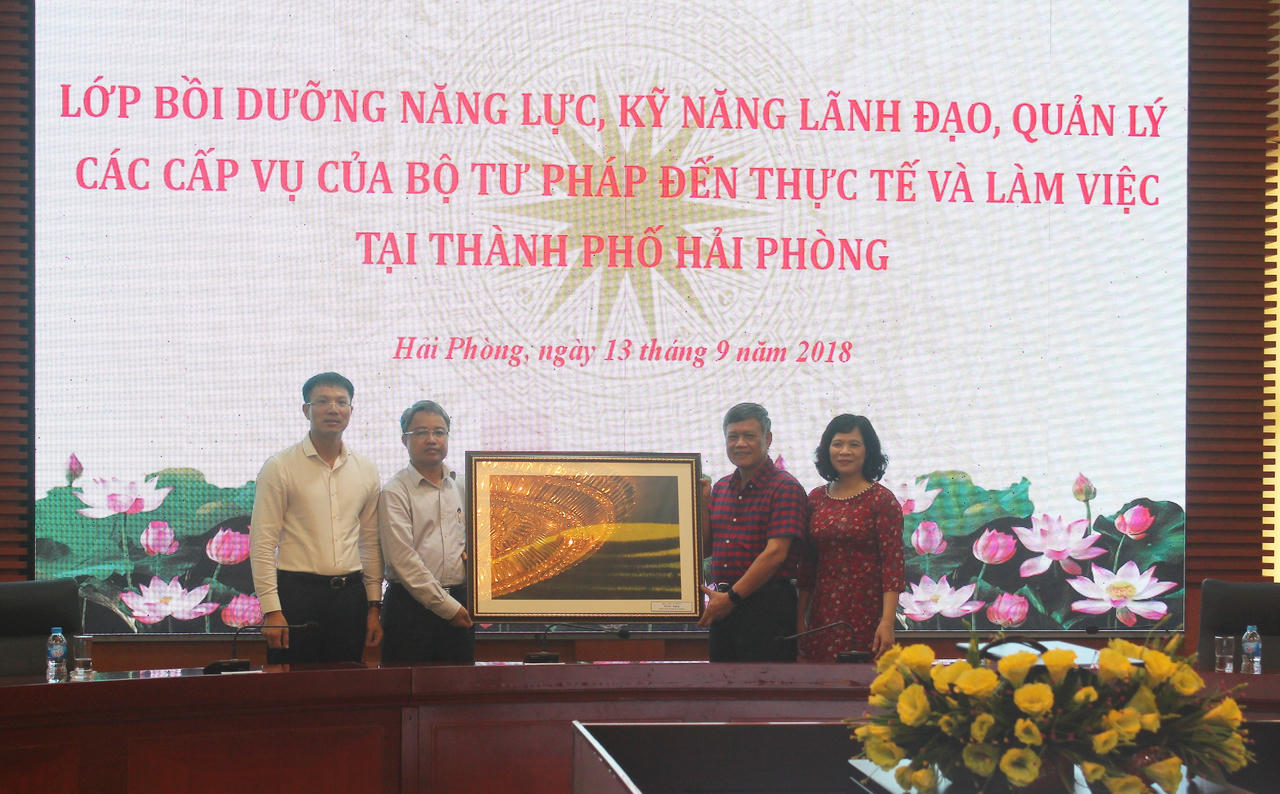 LỚP BỒI DƯỠNG NĂNG LỰC, KỸ NĂNG LÃNH ĐẠO, QUẢN LÝ
CÁC CẤP VỤ CỦA BỘ TƯ PHÁP ĐẾN THỰC TẾ VÀ LÀM VIỆC
TẠI THÀNH PHỐ HẢI PHÒNG
Hải Phòng, ngày 13 tháng 9 năm 2018